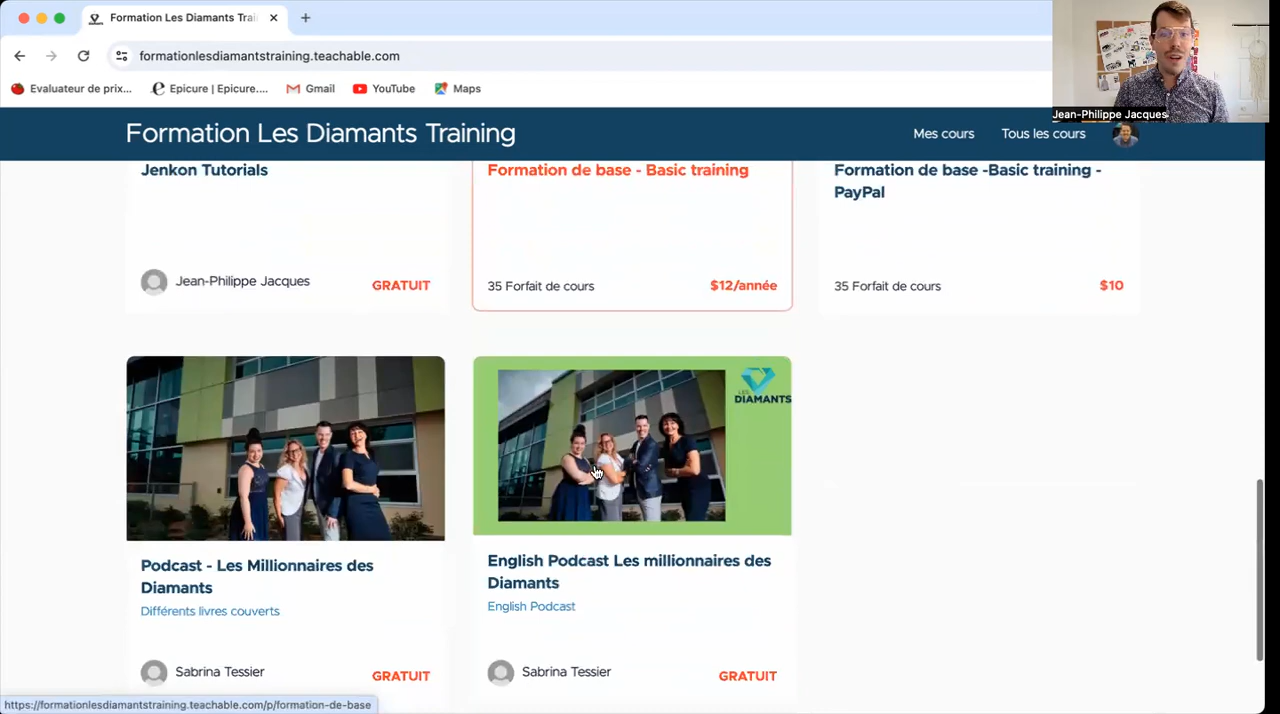 Formation Les Diamants Trai
formationlesdiamantstraining.teachable.com
Evaluateur de prix...
Epicure | Epicure....
Gmail
YouTube
Maps
Jean-Philippe Jacques
Formation Les Diamants Training
Mes cours
Tous les cours
Jenkon Tutorials
Jean-Philippe Jacques
GRATUIT
Formation de base - Basic training
35 Forfait de cours
$12/année
Formation de base -Basic training -
PayPal
35 Forfait de cours
$10
Podcast - Les Millionnaires des
Diamants
Différents livres couverts
Sabrina Tessier
GRATUIT
LES
DIAMANTS
English Podcast Les millionnaires des
Diamants
English Podcast
Sabrina Tessier
GRATUIT
https://formationlesdiamantstraining.teachable.com/p/formation-de-base